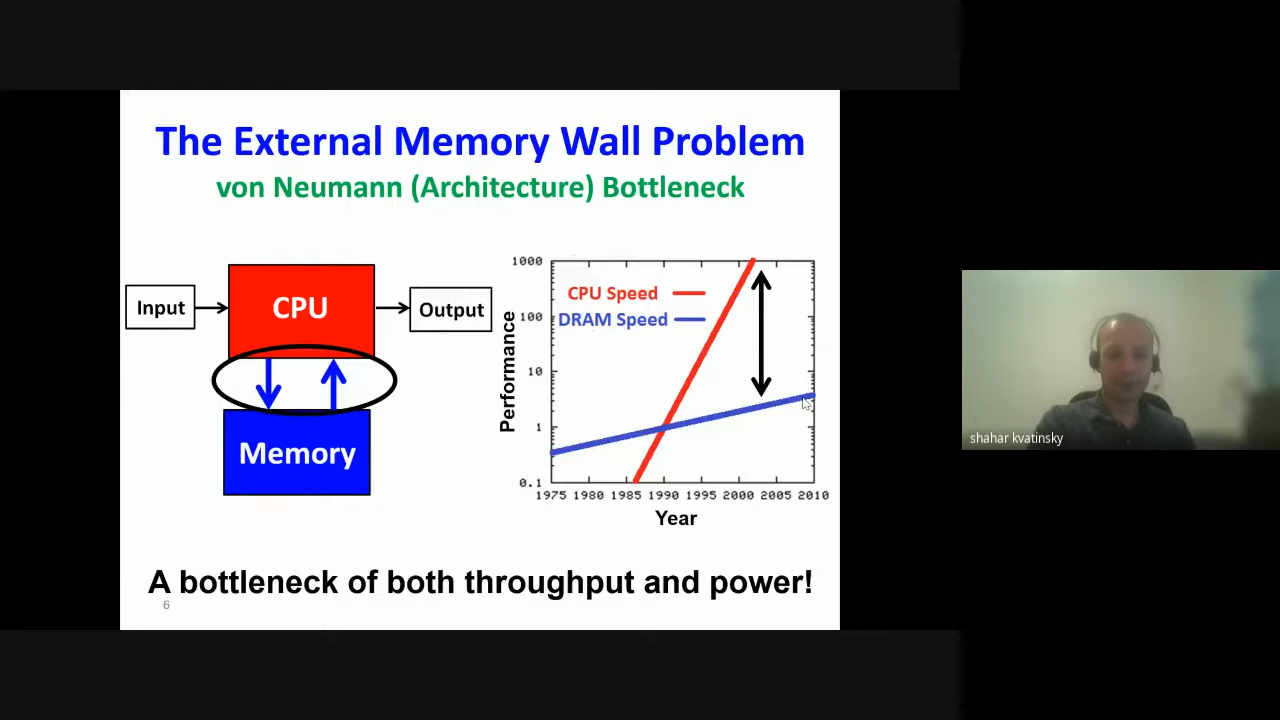 The External Memory Wall Problem
von Neumann (Architecture) Bottleneck
Input
CPU
Output
Memory
1000
100
10
1
0.1
CPU Speed
DRAM Speed
Performance
1975 1980 1985 1990 1995 2000 2005 2010
Year
A bottleneck of both throughput and power!
6
shahar kvatinsky